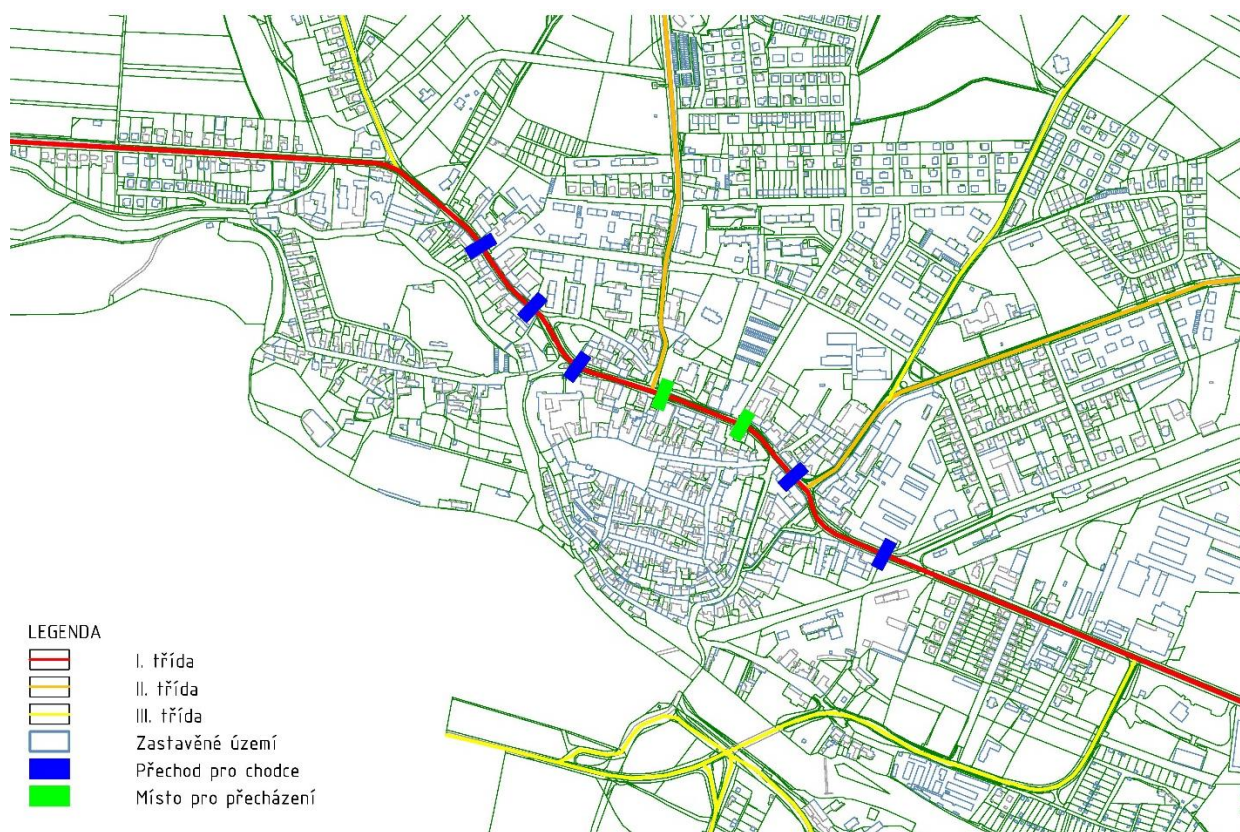 LEGENDA
I. třída
II. třída
III. třída
Zastavěné území
Přechod pro chodce
Místo pro přecházení